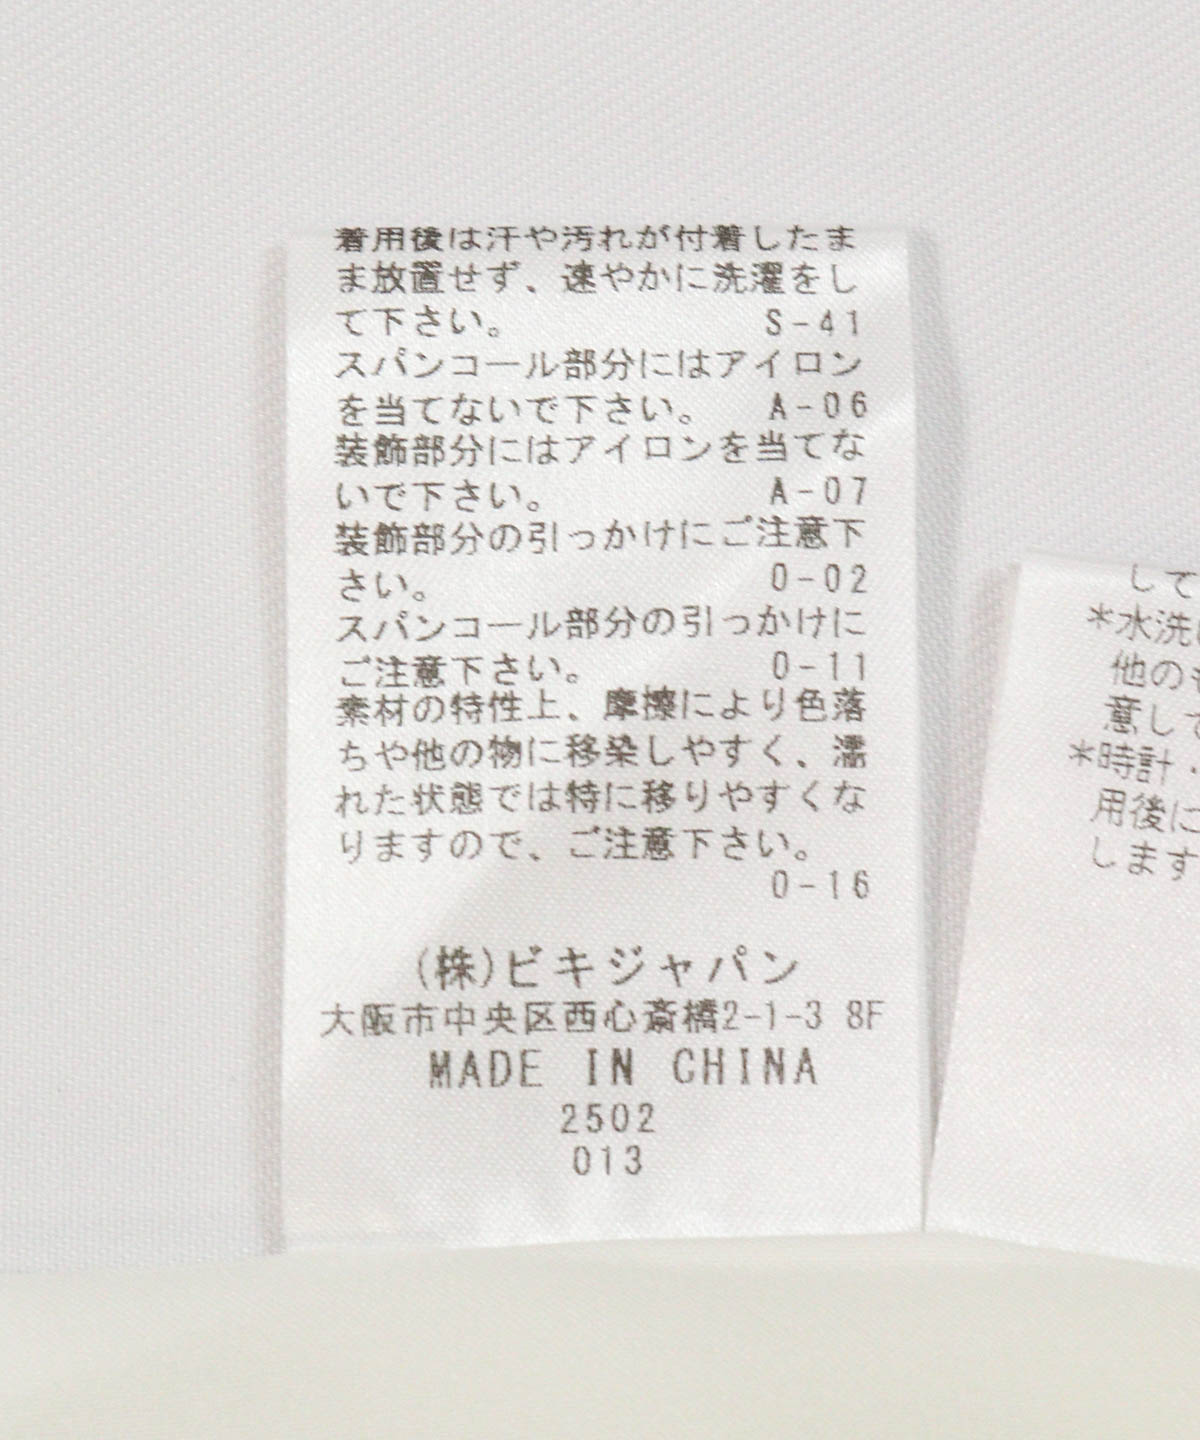 着用後は汗や汚れが付着したま
ま放置せず、速やかに洗濯をし
て下さい。 S-41
スパンコール部分にはアイロン
を当てないで下さい。 A-06
装飾部分にはアイロンを当てな
いで下さい。 A-07
装飾部分の引っかけにご注意下
さい。 0-02
スパンコール部分の引っかけに
ご注意下さい。 0-11
素材の特性上、摩擦により色落
ちや他の物に移染しやすく、濡
れた状態では特に移りやすくな
りますので、ご注意下さい。
0-16
(株)ビキジャパン
大阪市中央区西心斎橋2-1-3 8F
MADE IN CHINA
2502
013
して
*水洗
他の
意して
*時計・
用後に
します